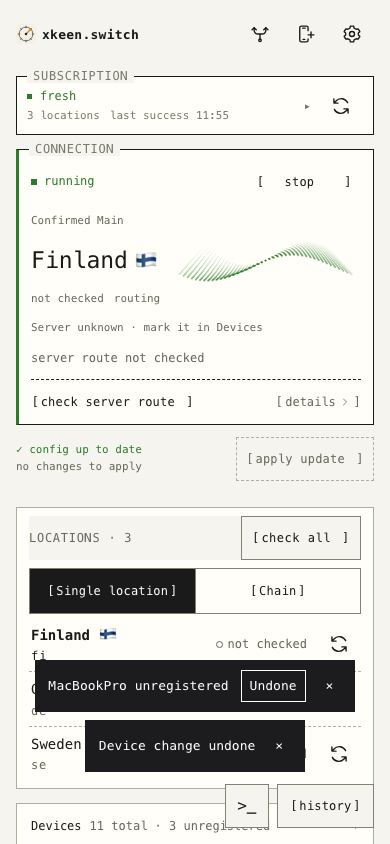 xkeen.switch
SUBSCRIPTION
fresh
3 locations last success 11:55
CONNECTION
running
[ stop ]
Confirmed Main
Finland
not checked routing
Server unknown · mark it in Devices
server route not checked
[check server route ]
[details > ]
✓ config up to date
no changes to apply
[apply update ]
LOCATIONS · 3
[check all ]
[Single location]
[Chain]
Finland
fi
not checked
MacBookPro unregistered
Undone
×
de
Sweden
se
Device change undone ×
>_
[history]
Devices 11 total · 3 unregistered